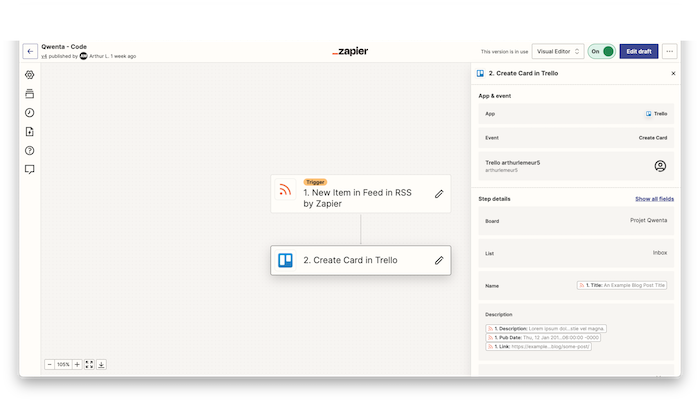 Qwenta - Code
v4 published by Arthur L. 1 week ago
_zapier
This version is in use
Visual Editor
On
Edit draft
2. Create Card in Trello
App & event
App
Trello
Event
Create Card
Trello arthurlemeur5
arthurlemeur5
Step details
Show all fields
Board
Projet Qwenta
List
Inbox
Name
1. Title: An Example Blog Post Title
Description
1. Description: Lorem ipsum dol...site vet magna.
1. Pub Date: Thu, 12 Jan 201...06:00:00 -0000
1. Link: https://example...blog/some-post/
Trigger
1. New Item in Feed in RSS
by Zapier
2. Create Card in Trello
105%